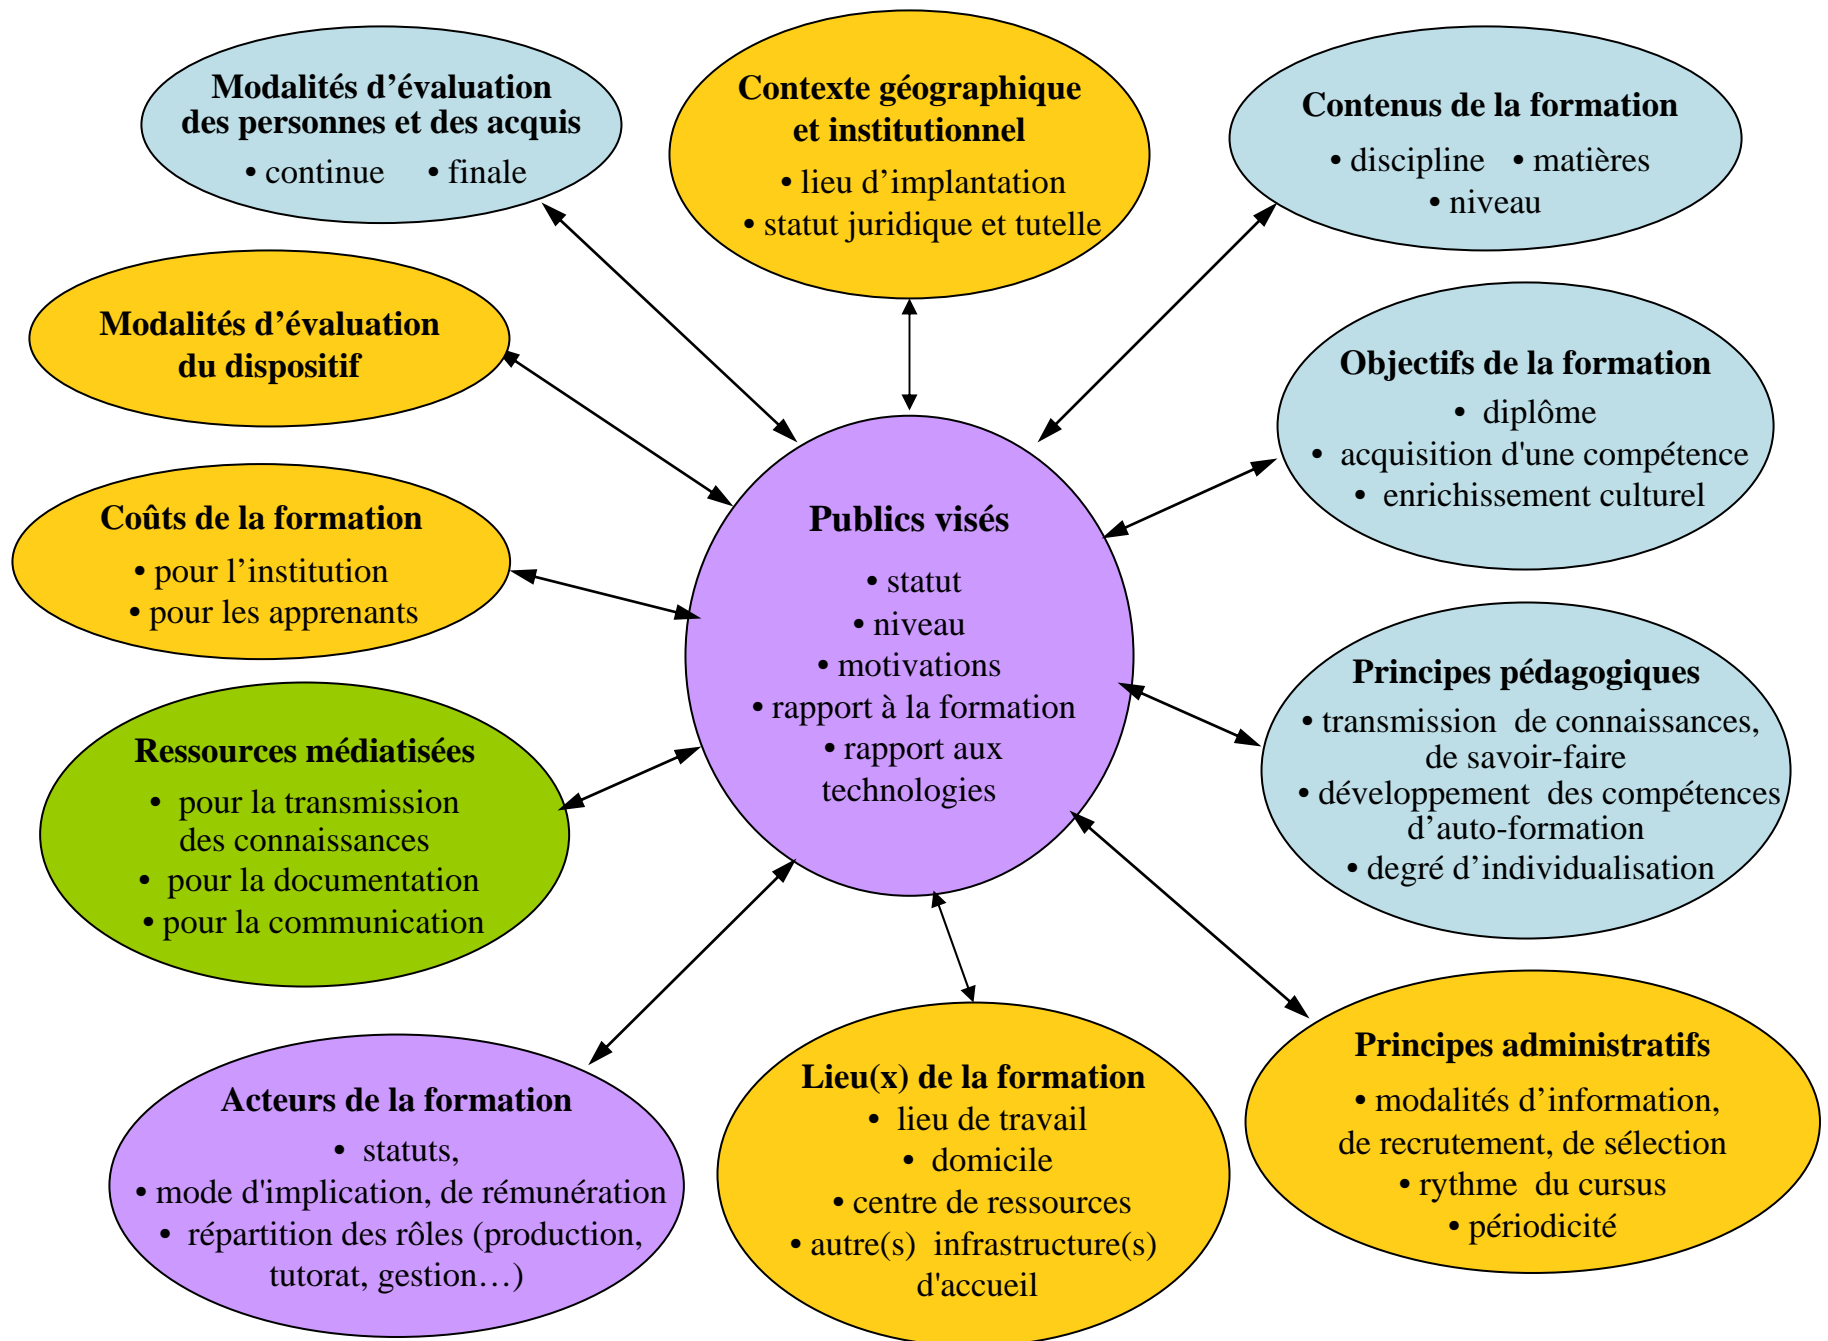 Modalités d’évaluation
des personnes et des acquis
• continue • finale
Contexte géographique
et institutionnel
• lieu d’implantation
• statut juridique et tutelle
Contenus de la formation
• discipline • matières
• niveau
Modalités d’évaluation
du dispositif
Objectifs de la formation
• diplôme
• acquisition d'une compétence
• enrichissement culturel
Coûts de la formation
• pour l’institution
• pour les apprenants
Publics visés
• statut
• niveau
• motivations
• rapport à la formation
• rapport aux
technologies
Principes pédagogiques
• transmission de connaissances,
de savoir-faire
• développement des compétences
d’auto-formation
• degré d’individualisation
Ressources médiatisées
• pour la transmission
des connaissances
• pour la documentation
• pour la communication
Acteurs de la formation
• statuts,
• mode d'implication, de rémunération
• répartition des rôles (production,
tutorat, gestion…)
Lieu(x) de la formation
• lieu de travail
• domicile
• centre de ressources
• autre(s) infrastructure(s)
d'accueil
Principes administratifs
• modalités d’information,
de recrutement, de sélection
• rythme du cursus
• périodicité